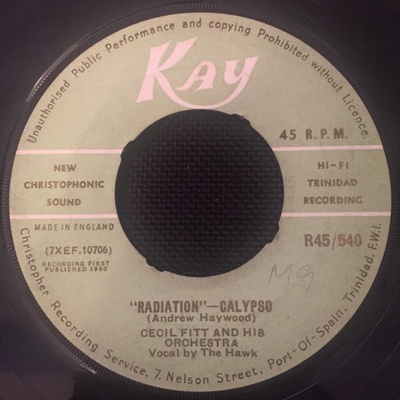 Unauthorised Public Performance and copying Prohibited without Licence.
Kay
45 R.P.M.
NEW
CHRISTOPHONIC
SOUND
HI-FI
TRINIDAD
RECORDING
MADE IN ENGLAND
(7XEF.10706)
RECORDING FIRST
PUBLISHED 1960
R45/540
M9
"RADIATION"—CALYPSO
(Andrew Haywood)
CECIL FITT AND HIS
ORCHESTRA
Vocal by The Hawk
Christopher Recording Service, 7, Nelson Street, Port-Of-Spain, Trinidad, F.W.I.